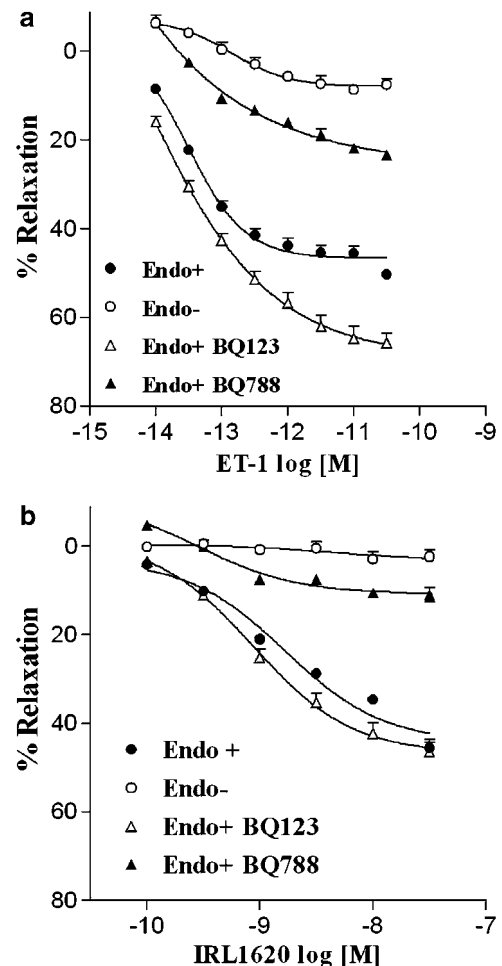 a
% Relaxation
0
20
40
60
80
Endo+
Endo-
Endo+ BQ123
Endo+ BQ788
-15 -14 -13 -12 -11 -10 -9
ET-1 log [M]
b
% Relaxation
0
20
40
60
80
Endo +
Endo-
Endo+ BQ123
Endo+ BQ788
-10 -9 -8 -7
IRL1620 log [M]